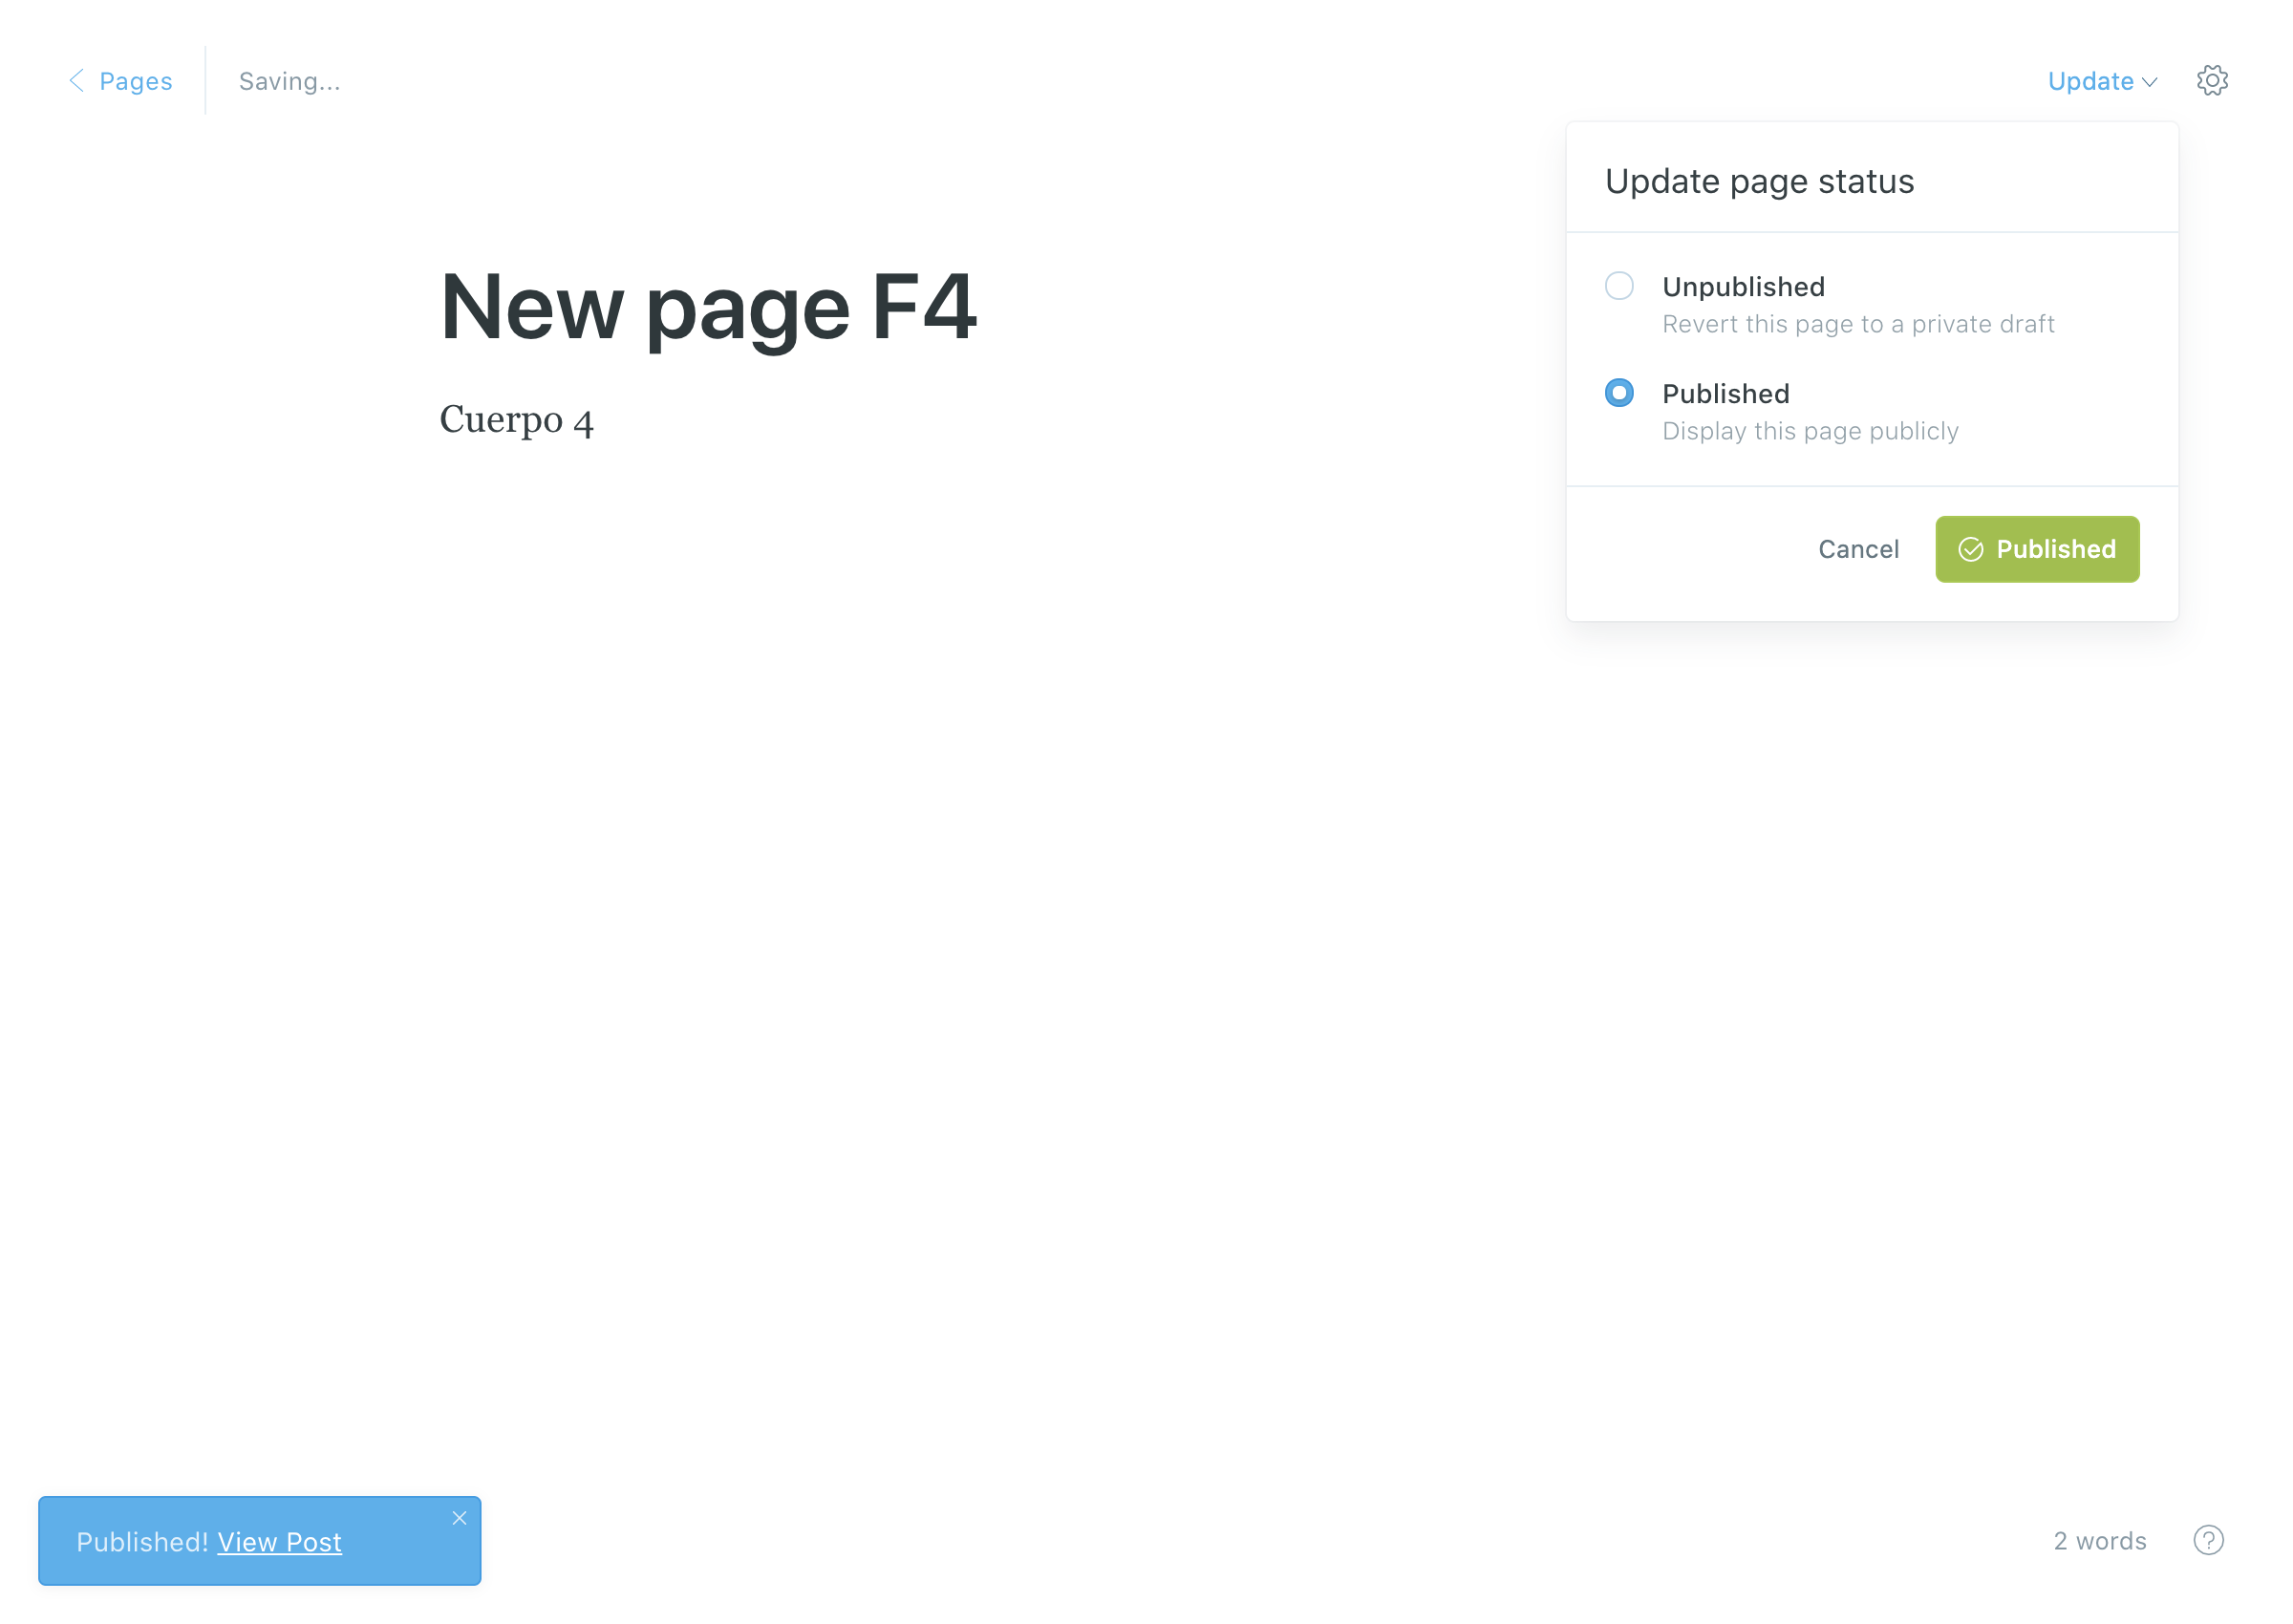 Pages
Saving...
Update
Update page status
New page F4
Cuerpo 4
Unpublished
Revert this page to a private draft
Published
Display this page publicly
Cancel
Published
Published! View Post
2 words